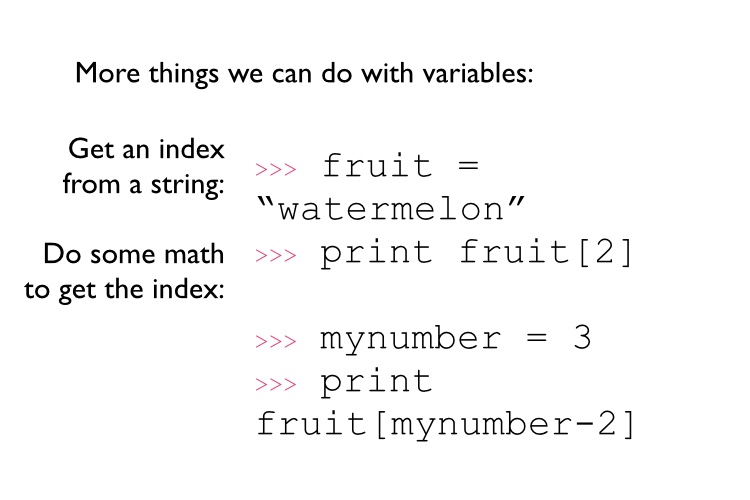 More things we can do with variables:
Get an index
from a string:
>>> fruit =
“watermelon”
>>> print fruit[2]
Do some math
to get the index:
>>> mynumber = 3
>>> print
fruit[mynumber-2]